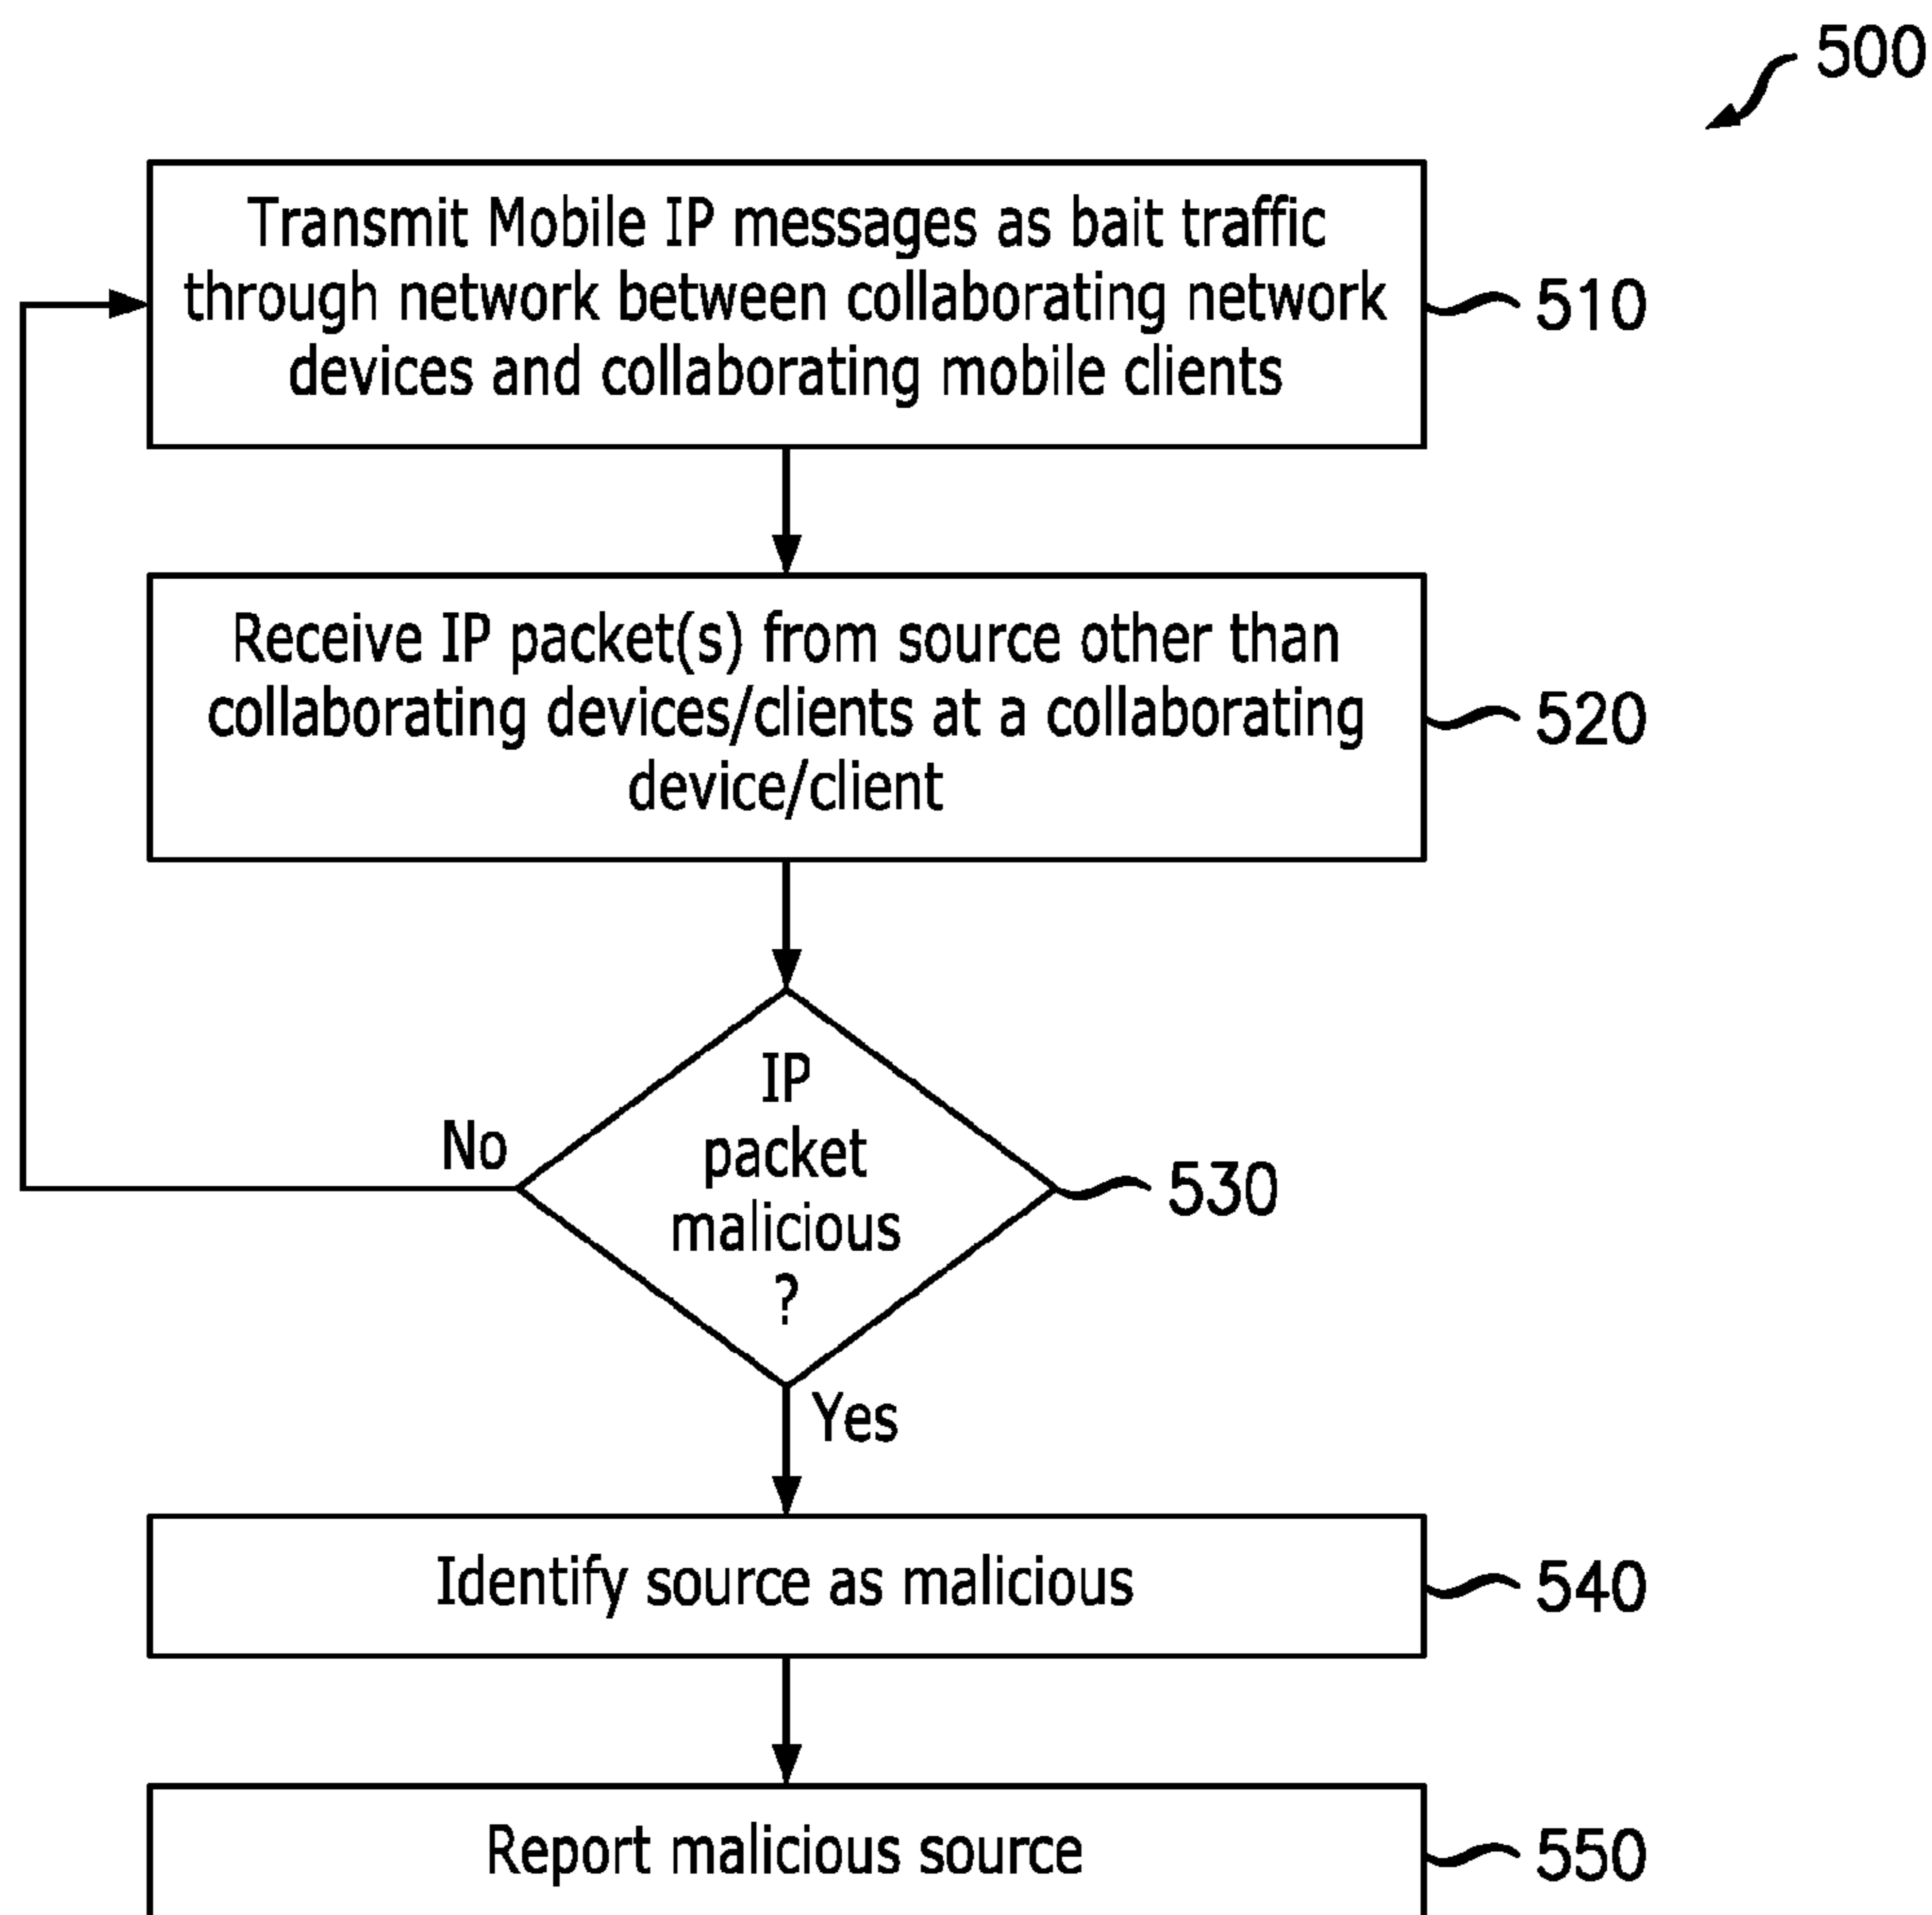 500
Transmit Mobile IP messages as bait traffic
through network between collaborating network
devices and collaborating mobile clients
510
Receive IP packet(s) from source other than
collaborating devices/clients at a collaborating
device/client
520
IP
packet
malicious
?
530
No
Yes
Identify source as malicious
540
Report malicious source
550